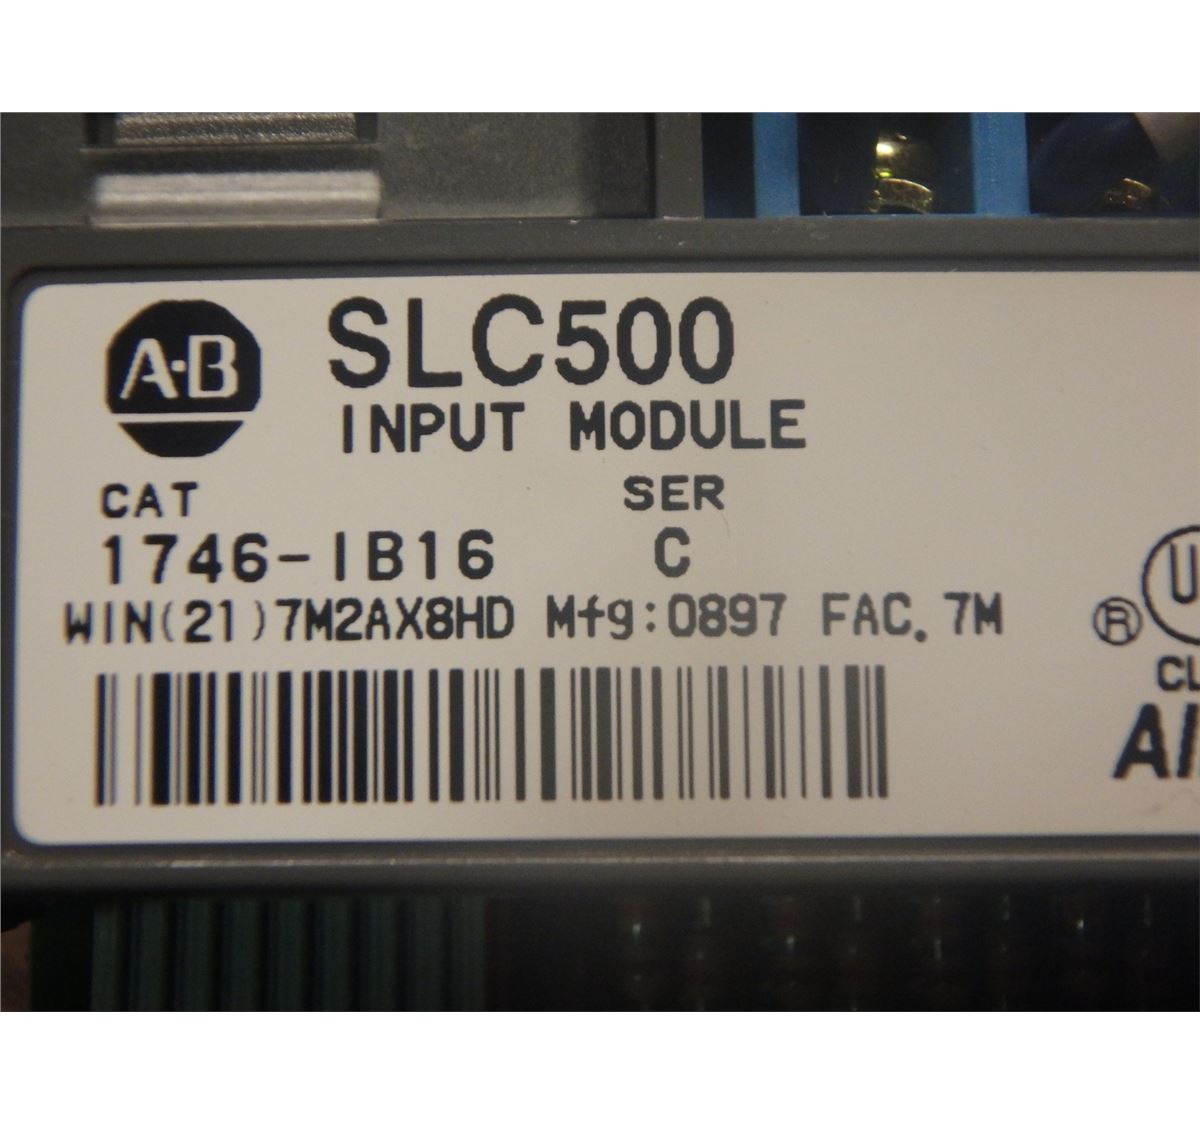 A-B
SLC500
INPUT MODULE
CAT SER
1746-IB16 C
WIN(21)7M2AX8HD Mfg:0897 FAC. 7M
®